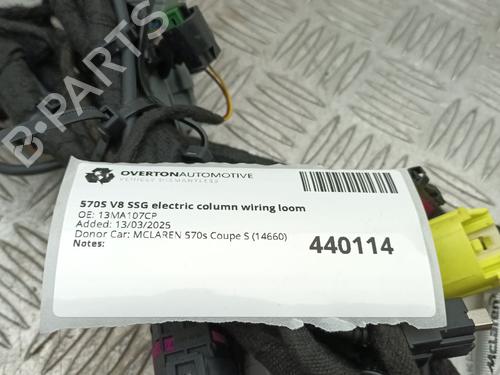 B-PARTS
OVERTONAUTOMOTIVE
VEHICLE DISMANTLERS
570S V8 SSG electric column wiring loom
OE: 13MA107CP
Added: 13/03/2025
Donor Car: MCLAREN 570s Coupe S (14660)
Notes:
440114
McLaren